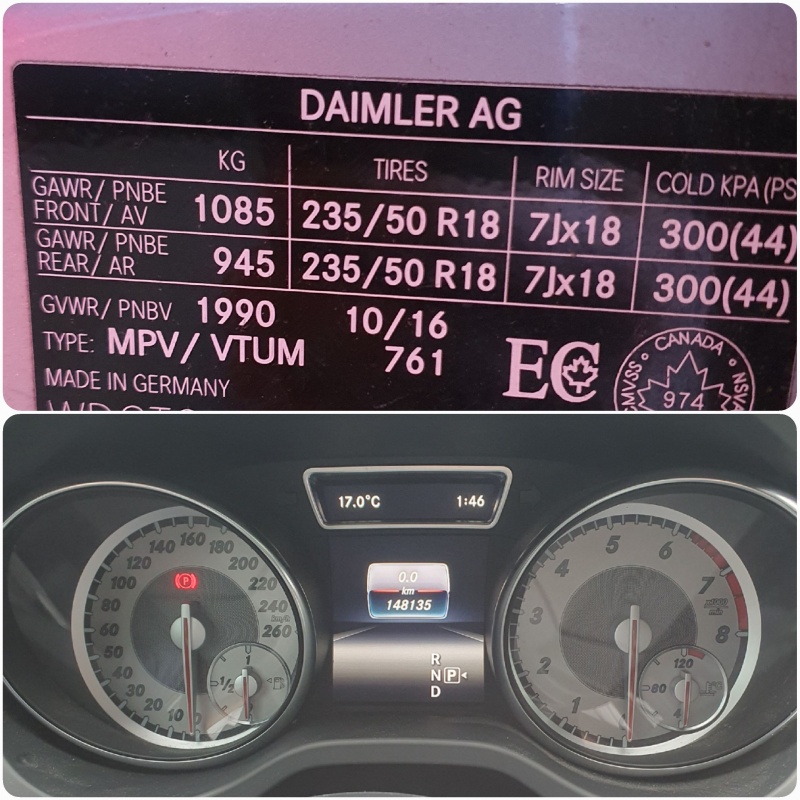 DAIMLER AG
KG TIRES RIM SIZE COLD KPA (PS
GAWR/ PNBE FRONT/ AV 1085 235/50 R18 7Jx18 300(44)
GAWR/ PNBE REAR/ AR 945 235/50 R18 7Jx18 300(44)
GVWR/ PNBV 1990 10/16
TYPE: MPV/ VTUM 761
EC
CANADA
CMVSS
NSVA
974
MADE IN GERMANY
17.0°C 1:46
0.0
km
148135
R
N P
D
0 10 20 30 40 50 60 80 100 120 140 160 180 200 220 240 260
km/h
P
1/2 1
1 2 3 4 5 6 7 8
80 120